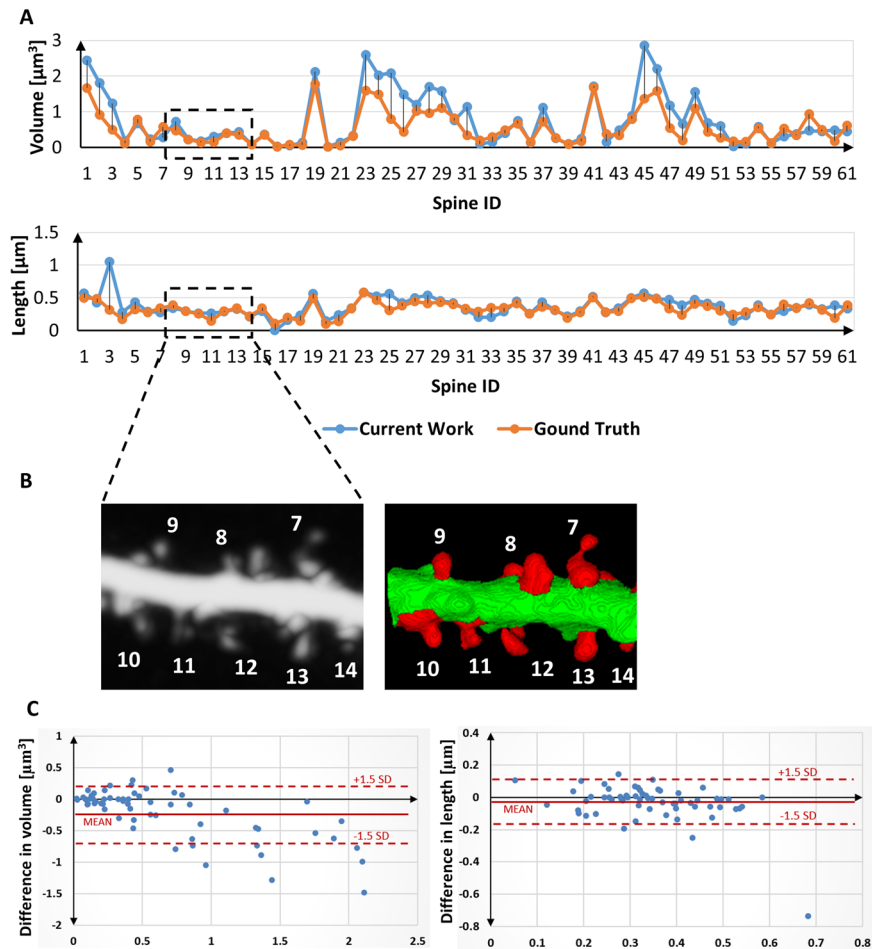 A
Volume [µm³]
3
2
1
0
1 3 5 7 9 11 13 15 17 19 21 23 25 27 29 31 33 35 37 39 41 43 45 47 49 51 53 55 57 59 61
Spine ID
Length [µm]
1.5
1
0.5
0
1 3 5 7 9 11 13 15 17 19 21 23 25 27 29 31 33 35 37 39 41 43 45 47 49 51 53 55 57 59 61
Spine ID
Current Work Gound Truth
B
9 8 7
10 11 12 13 14
9 8 7
10 11 12 13 14
C
Difference in volume [µm³]
1
0.5
0
-0.5
-1
-1.5
-2
+1.5 SD
MEAN
-1.5 SD
0 0.5 1 1.5 2 2.5
Difference in length [µm]
0.4
0.2
0
-0.2
-0.4
-0.6
-0.8
+1.5 SD
MEAN
-1.5 SD
0 0.1 0.2 0.3 0.4 0.5 0.6 0.7 0.8